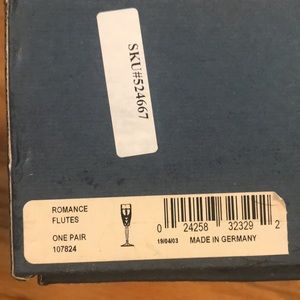 SKU#524667
ROMANCE
FLUTES
ONE PAIR
107824
0 24258 32329 2
19/04/03 MADE IN GERMANY